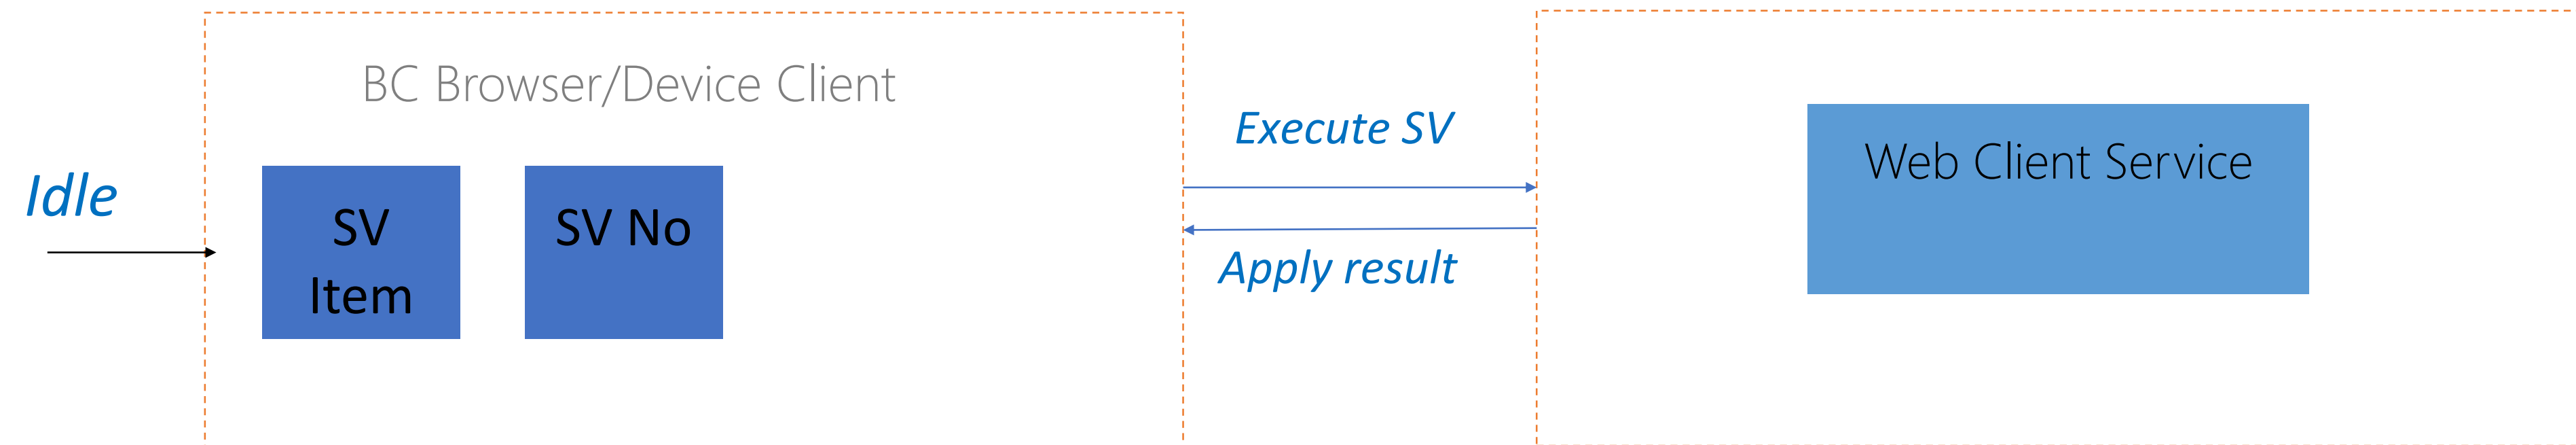 BC Browser/Device Client
Idle
SV
Item
SV No
Execute SV
Apply result
Web Client Service